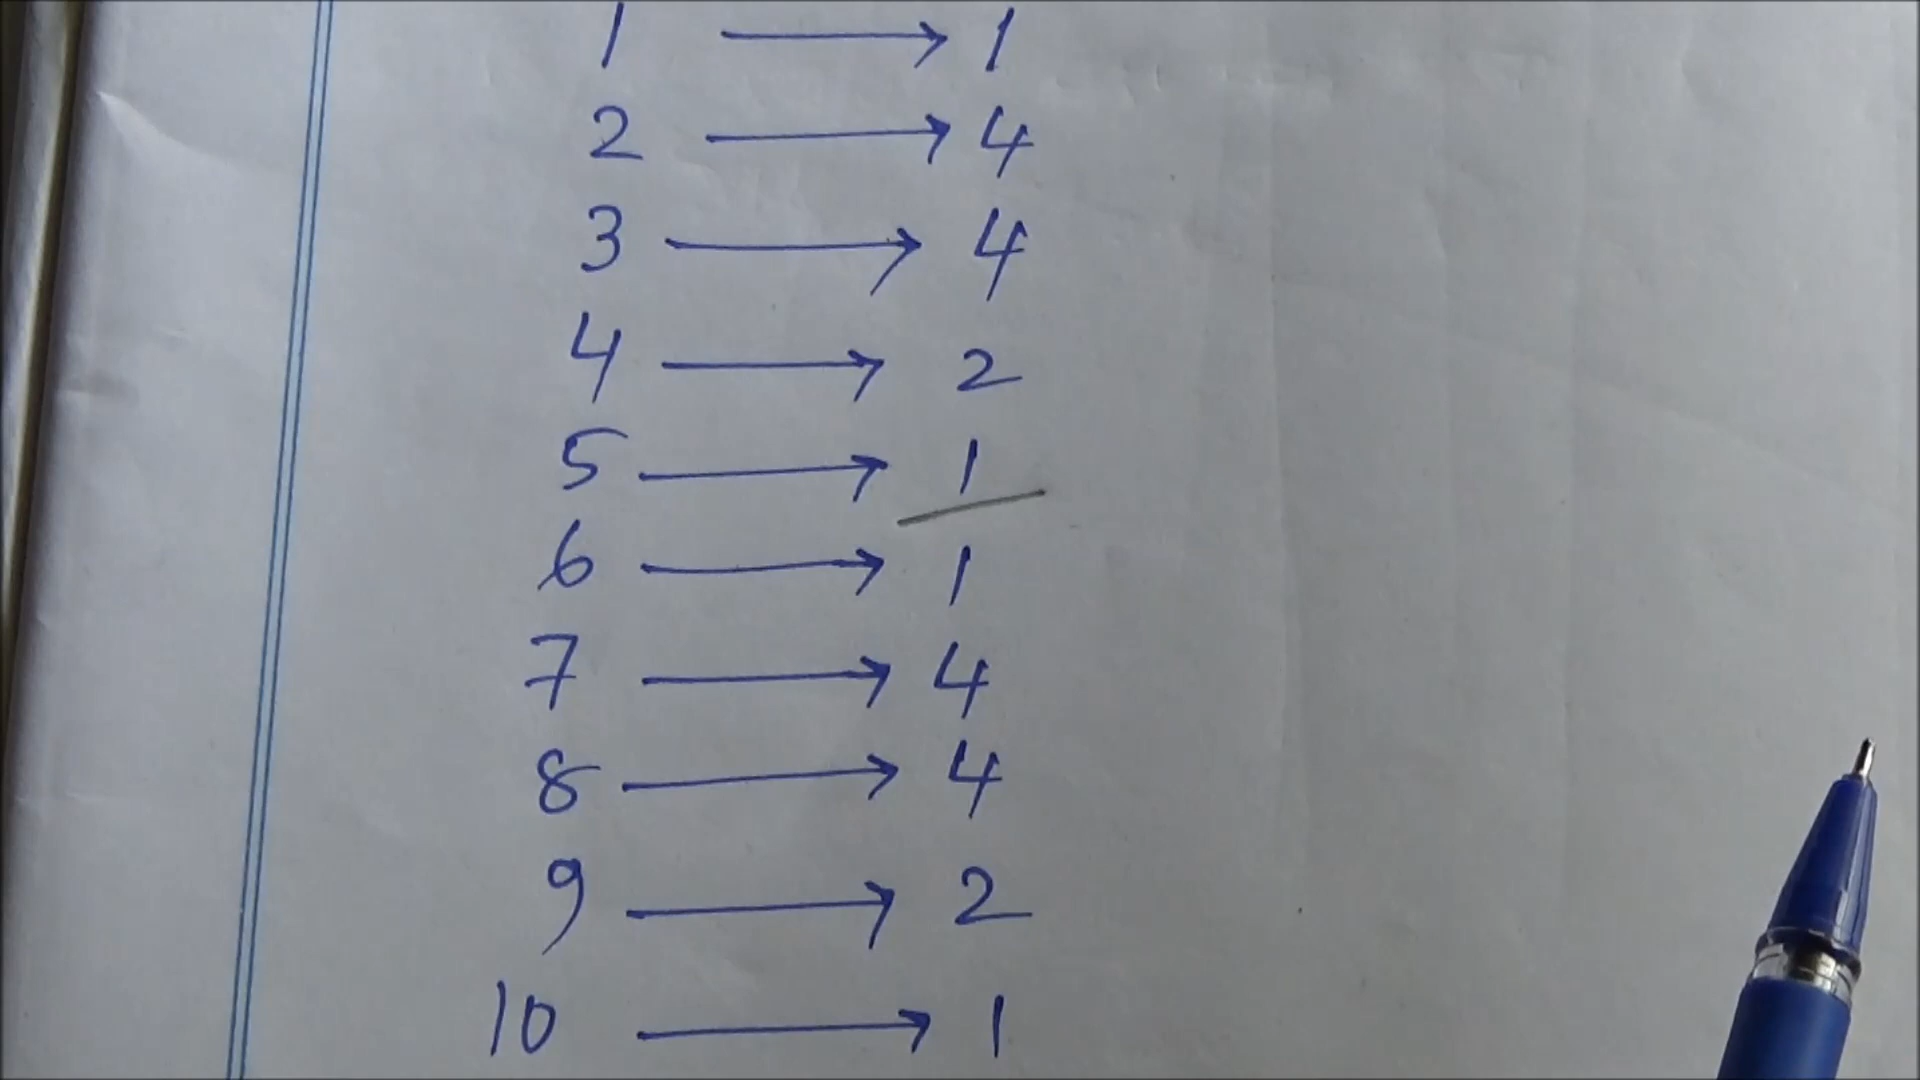 1 → 1
2 → 4
3 → 4
4 → 2
5 → 1
6 → 1
7 → 4
8 → 4
9 → 2
10 → 1